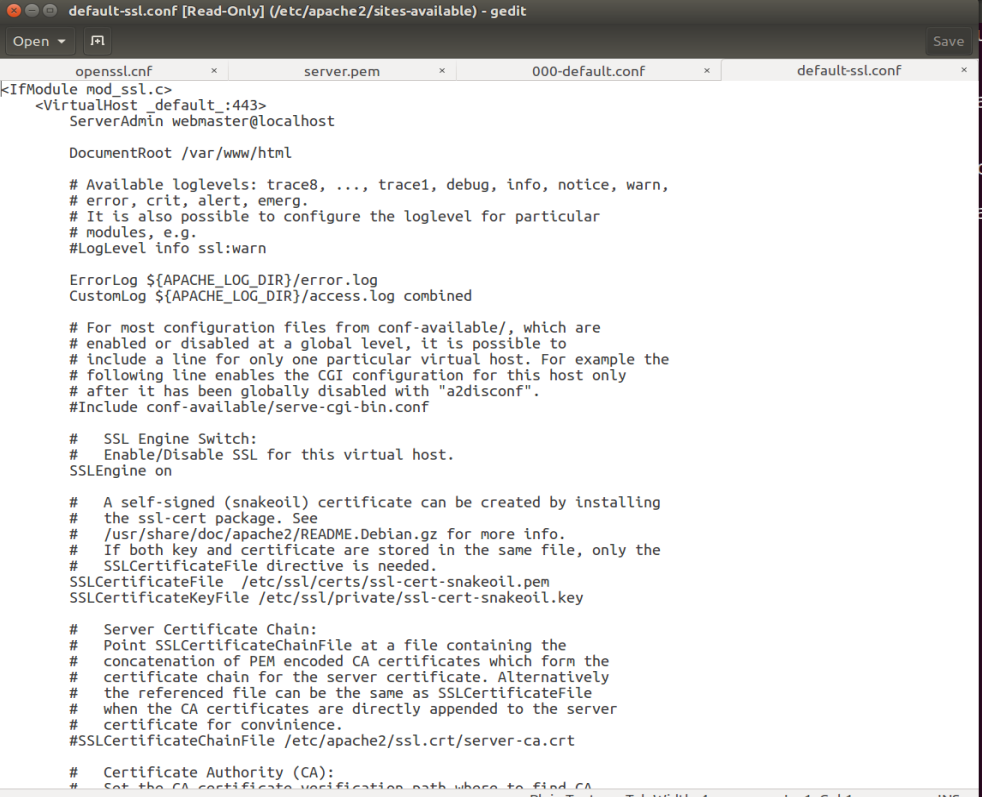 default-ssl.conf [Read-Only] (/etc/apache2/sites-available) - gedit
Open
Save
openssl.cnf × server.pem × 000-default.conf × default-ssl.conf ×
<IfModule mod_ssl.c>
    <VirtualHost _default_:443>
        ServerAdmin webmaster@localhost

        DocumentRoot /var/www/html

        # Available loglevels: trace8, ..., trace1, debug, info, notice, warn,
        # error, crit, alert, emerg.
        # It is also possible to configure the loglevel for particular
        # modules, e.g.
        #LogLevel info ssl:warn

        ErrorLog ${APACHE_LOG_DIR}/error.log
        CustomLog ${APACHE_LOG_DIR}/access.log combined

        # For most configuration files from conf-available/, which are
        # enabled or disabled at a global level, it is possible to
        # include a line for only one particular virtual host. For example the
        # following line enables the CGI configuration for this host only
        # after it has been globally disabled with "a2disconf".
        #Include conf-available/serve-cgi-bin.conf

        #   SSL Engine Switch:
        #   Enable/Disable SSL for this virtual host.
        SSLEngine on

        #   A self-signed (snakeoil) certificate can be created by installing
        #   the ssl-cert package. See
        #   /usr/share/doc/apache2/README.Debian.gz for more info.
        #   If both key and certificate are stored in the same file, only the
        #   SSLCertificateFile directive is needed.
        SSLCertificateFile  /etc/ssl/certs/ssl-cert-snakeoil.pem
        SSLCertificateKeyFile /etc/ssl/private/ssl-cert-snakeoil.key

        #   Server Certificate Chain:
        #   Point SSLCertificateChainFile at a file containing the
        #   concatenation of PEM encoded CA certificates which form the
        #   certificate chain for the server certificate. Alternatively
        #   the referenced file can be the same as SSLCertificateFile
        #   when the CA certificates are directly appended to the server
        #   certificate for convinience.
        #SSLCertificateChainFile /etc/apache2/ssl.crt/server-ca.crt

        #   Certificate Authority (CA):
        #   Set the CA certificate verification path where to find CA